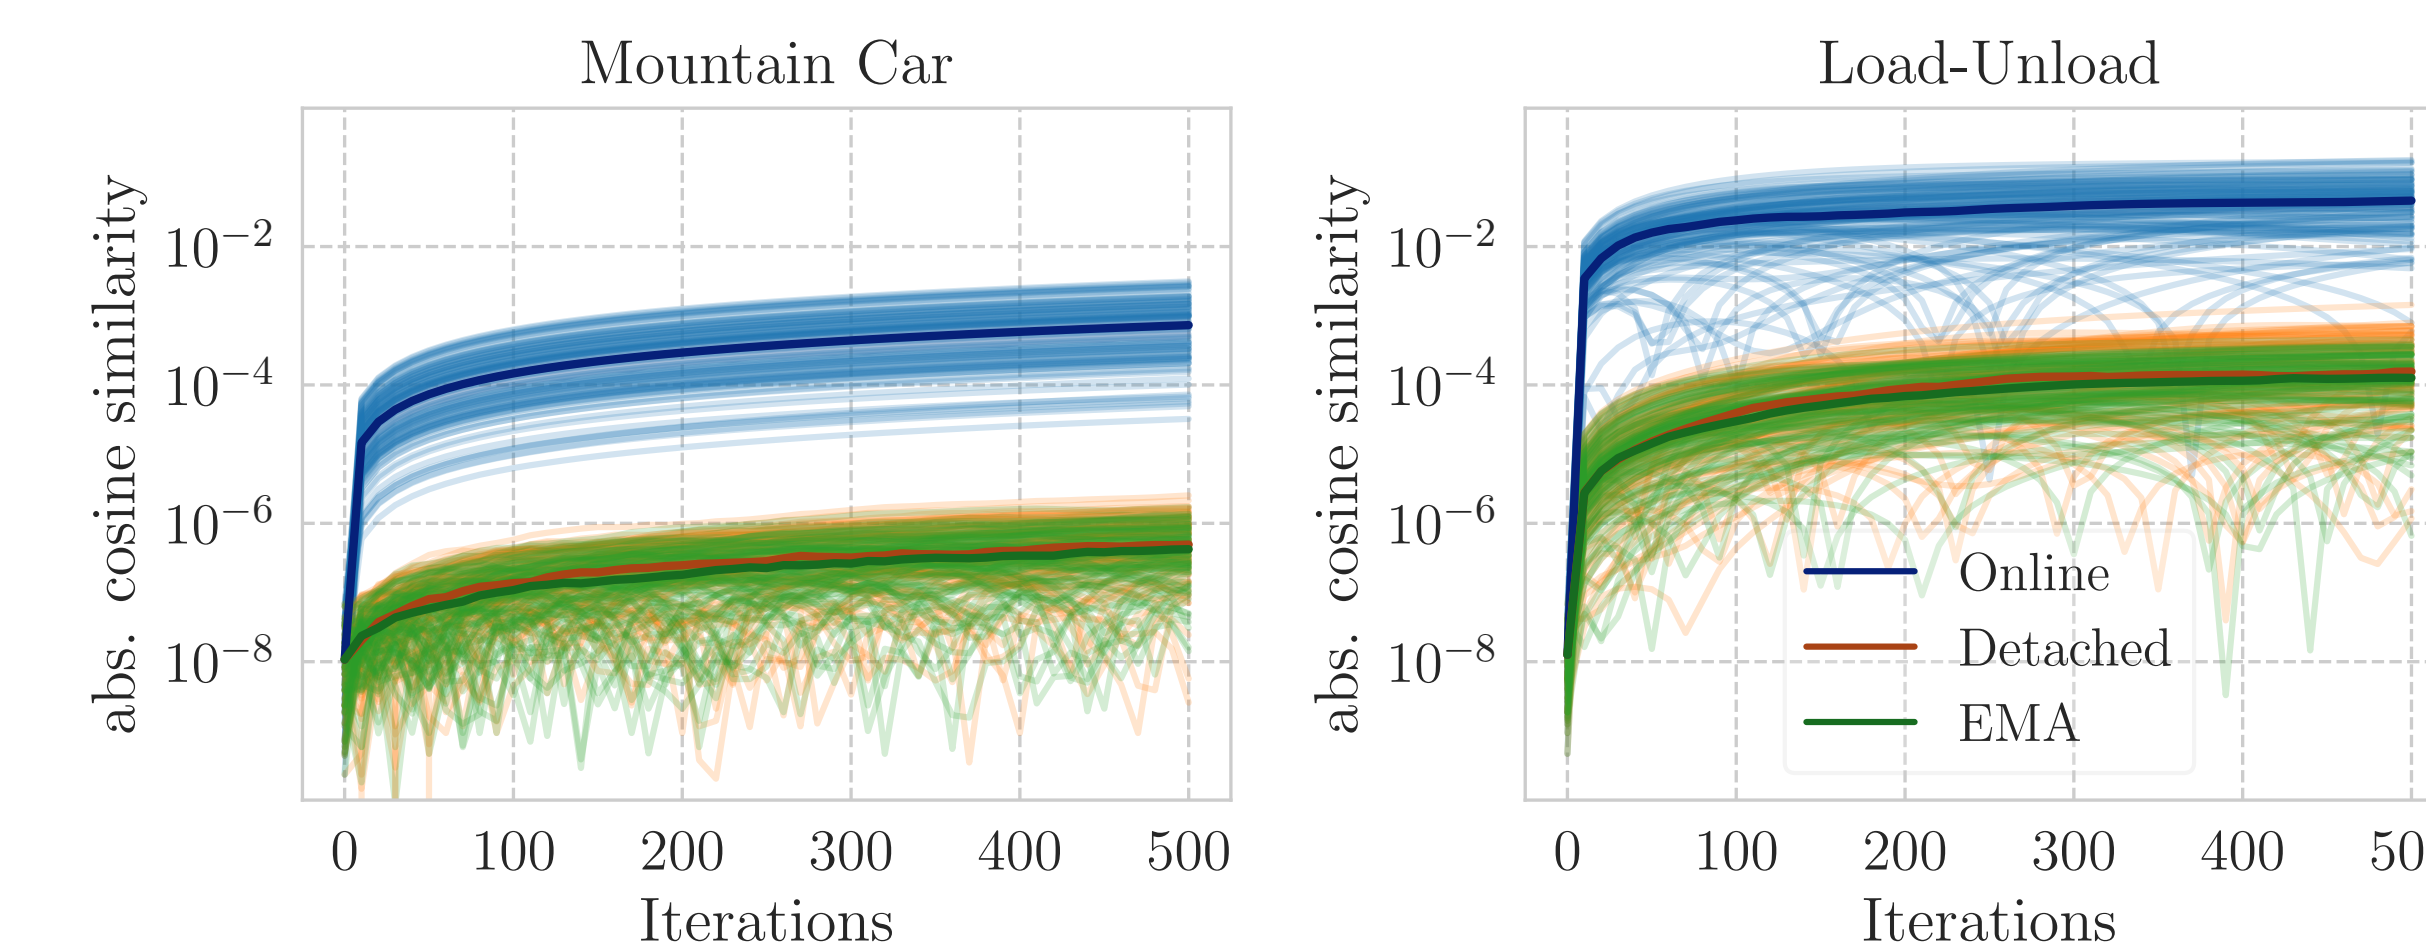 Mountain Car
abs. cosine similarity
10⁻²
10⁻⁴
10⁻⁶
10⁻⁸
0 100 200 300 400 500
Iterations
Load-Unload
abs. cosine similarity
10⁻²
10⁻⁴
10⁻⁶
10⁻⁸
Online
Detached
EMA
0 100 200 300 400 50
Iterations